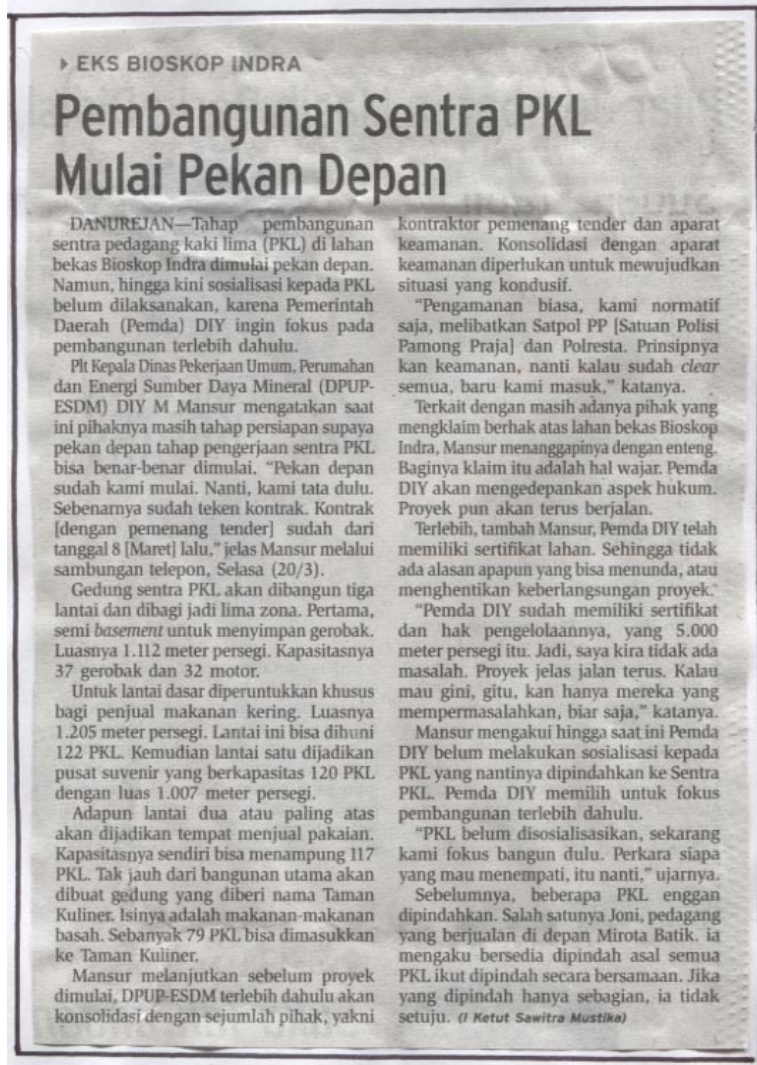 ▸ EKS BIOSKOP INDRA
Pembangunan Sentra PKL
Mulai Pekan Depan
DANUREJAN—Tahap pembangunan
sentra pedagang kaki lima (PKL) di lahan
bekas Bioskop Indra dimulai pekan depan.
Namun, hingga kini sosialisasi kepada PKL
belum dilaksanakan, karena Pemerintah
Daerah (Pemda) DIY ingin fokus pada
pembangunan terlebih dahulu.
Plt Kepala Dinas Pekerjaan Umum, Perumahan
dan Energi Sumber Daya Mineral (DPUP-
ESDM) DIY M Mansur mengatakan saat
ini pihaknya masih tahap persiapan supaya
pekan depan tahap pengerjaan sentra PKL
bisa benar-benar dimulai. “Pekan depan
sudah kami mulai. Nanti, kami tata dulu.
Sebenarnya sudah teken kontrak. Kontrak
[dengan pemenang tender] sudah dari
tanggal 8 [Maret] lalu,” jelas Mansur melalui
sambungan telepon, Selasa (20/3).
Gedung sentra PKL akan dibangun tiga
lantai dan dibagi jadi lima zona. Pertama,
semi basement untuk menyimpan gerobak.
Luasnya 1.112 meter persegi. Kapasitasnya
37 gerobak dan 32 motor.
Untuk lantai dasar diperuntukkan khusus
bagi penjual makanan kering. Luasnya
1.205 meter persegi. Lantai ini bisa dihuni
122 PKL. Kemudian lantai satu dijadikan
pusat suvenir yang berkapasitas 120 PKL
dengan luas 1.007 meter persegi.
Adapun lantai dua atau paling atas
akan dijadikan tempat menjual pakaian.
Kapasitasnya sendiri bisa menampung 117
PKL. Tak jauh dari bangunan utama akan
dibuat gedung yang diberi nama Taman
Kuliner. Isinya adalah makanan-makanan
basah. Sebanyak 79 PKL bisa dimasukkan
ke Taman Kuliner.
Mansur melanjutkan sebelum proyek
dimulai, DPUP-ESDM terlebih dahulu akan
konsolidasi dengan sejumlah pihak, yakni
kontraktor pemenang tender dan aparat
keamanan. Konsolidasi dengan aparat
keamanan diperlukan untuk mewujudkan
situasi yang kondusif.
“Pengamanan biasa, kami normatif
saja, melibatkan Satpol PP [Satuan Polisi
Pamong Praja] dan Polresta. Prinsipnya
kan keamanan, nanti kalau sudah clear
semua, baru kami masuk,” katanya.
Terkait dengan masih adanya pihak yang
mengklaim berhak atas lahan bekas Bioskop
Indra, Mansur menanggapinya dengan enteng.
Baginya klaim itu adalah hal wajar. Pemda
DIY akan mengedepankan aspek hukum.
Proyek pun akan terus berjalan.
Terlebih, tambah Mansur, Pemda DIY telah
memiliki sertifikat lahan. Sehingga tidak
ada alasan apapun yang bisa menunda, atau
menghentikan keberlangsungan proyek.
“Pemda DIY sudah memiliki sertifikat
dan hak pengelolaannya, yang 5.000
meter persegi itu. Jadi, saya kira tidak ada
masalah. Proyek jelas jalan terus. Kalau
mau gini, gitu, kan hanya mereka yang
mempermasalahkan, biar saja,” katanya.
Mansur mengakui hingga saat ini Pemda
DIY belum melakukan sosialisasi kepada
PKL yang nantinya dipindahkan ke Sentra
PKL. Pemda DIY memilih untuk fokus
pembangunan terlebih dahulu.
“PKL belum disosialisasikan, sekarang
kami fokus bangun dulu. Perkara siapa
yang mau menempati, itu nanti,” ujarnya.
Sebelumnya, beberapa PKL enggan
dipindahkan. Salah satunya Joni, pedagang
yang berjualan di depan Mirota Batik. ia
mengaku bersedia dipindah asal semua
PKL ikut dipindah secara bersamaan. Jika
yang dipindah hanya sebagian, ia tidak
setuju. (I Ketut Sawitra Mustika)